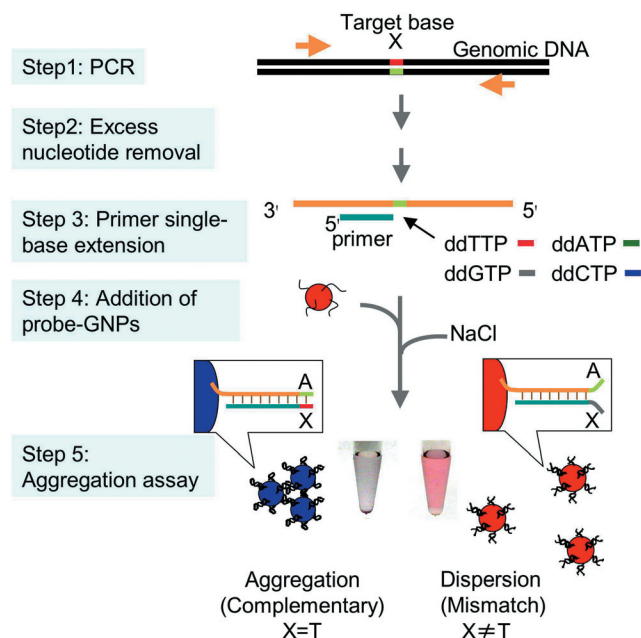 Target base
X
Genomic DNA
Step1: PCR
Step2: Excess
nucleotide removal
3' 5'
Step 3: Primer single-
base extension
5'
primer
ddTTP ddATP
ddGTP ddCTP
Step 4: Addition of
probe-GNPs
NaCl
A
X
A
X
Step 5:
Aggregation assay
Aggregation
(Complementary)
X=T
Dispersion
(Mismatch)
X≠T